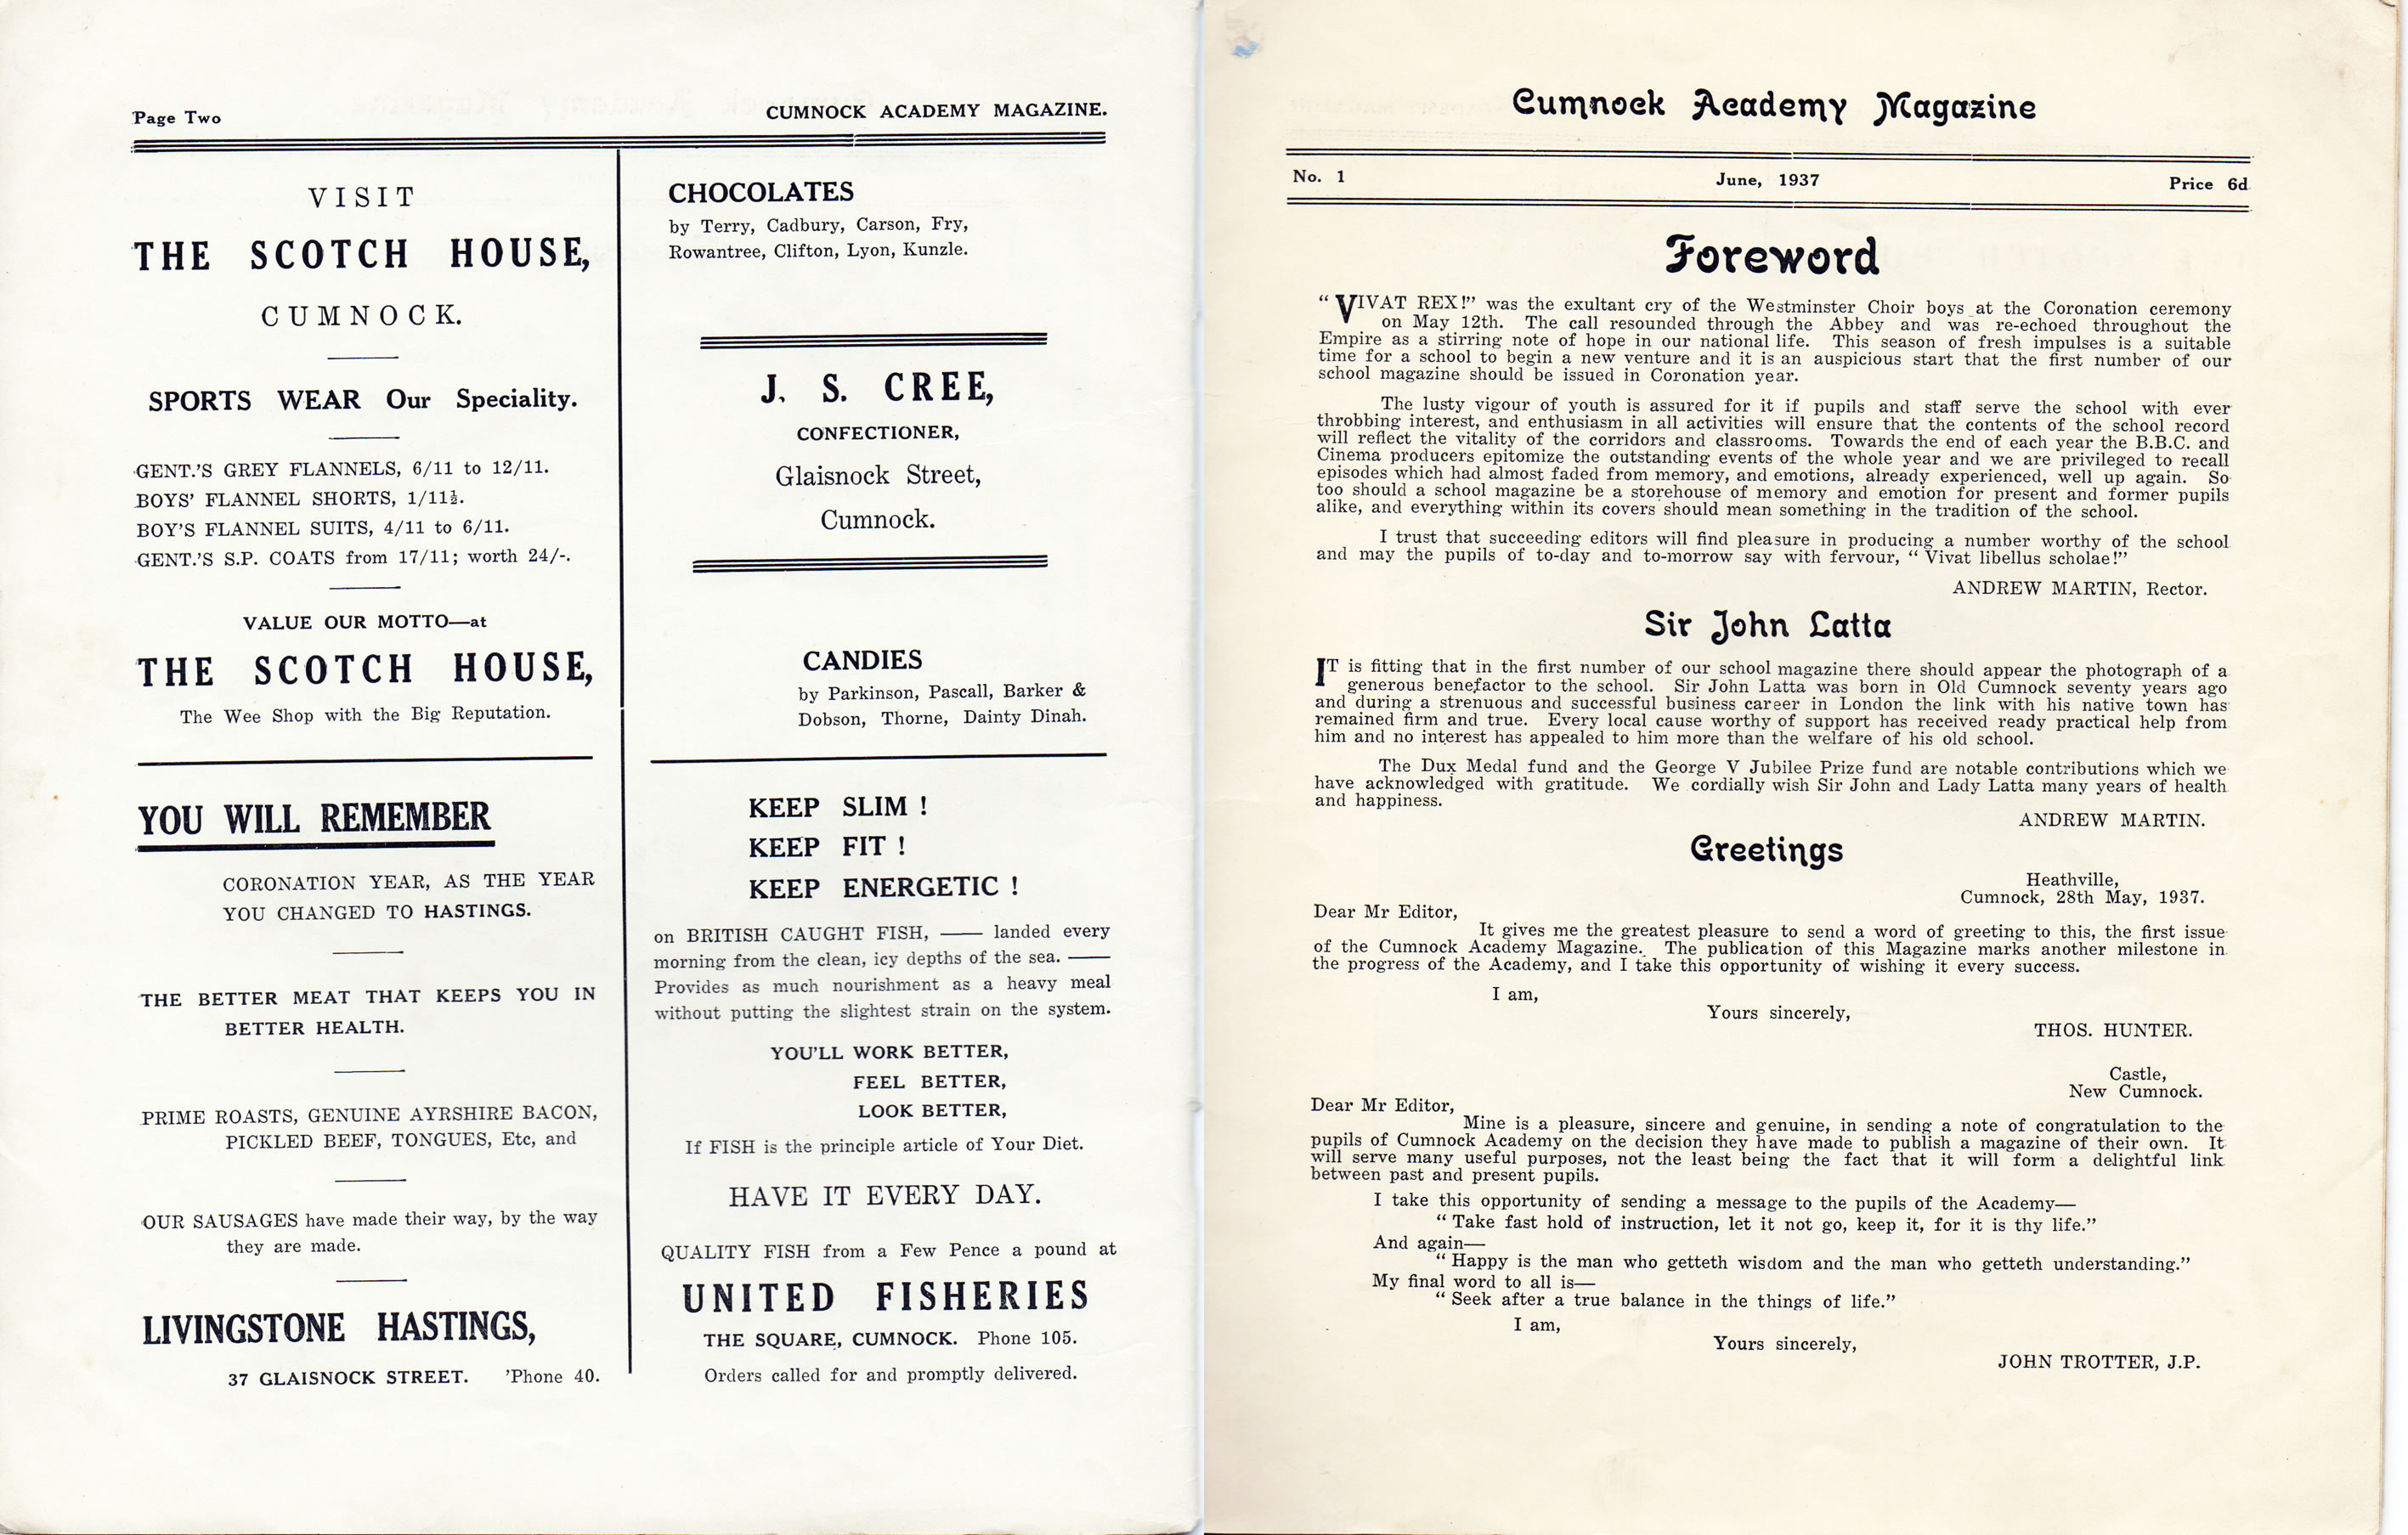 Page Two
CUMNOCK ACADEMY MAGAZINE.
VISIT
THE SCOTCH HOUSE,
CUMNOCK.
SPORTS WEAR Our Speciality.
GENT.'S GREY FLANNELS, 6/11 to 12/11.
BOYS' FLANNEL SHORTS, 1/11½.
BOY'S FLANNEL SUITS, 4/11 to 6/11.
GENT.'S S.P. COATS from 17/11; worth 24/-.
VALUE OUR MOTTO—at
THE SCOTCH HOUSE,
The Wee Shop with the Big Reputation.
YOU WILL REMEMBER
CORONATION YEAR, AS THE YEAR
YOU CHANGED TO HASTINGS.
THE BETTER MEAT THAT KEEPS YOU IN
BETTER HEALTH.
PRIME ROASTS, GENUINE AYRSHIRE BACON,
PICKLED BEEF, TONGUES, Etc, and
OUR SAUSAGES have made their way, by the way
they are made.
LIVINGSTONE HASTINGS,
37 GLAISNOCK STREET. 'Phone 40.
CHOCOLATES
by Terry, Cadbury, Carson, Fry,
Rowantree, Clifton, Lyon, Kunzle.
J. S. CREE,
CONFECTIONER,
Glaisnock Street,
Cumnock.
CANDIES
by Parkinson, Pascall, Barker &
Dobson, Thorne, Dainty Dinah.
KEEP SLIM !
KEEP FIT !
KEEP ENERGETIC !
on BRITISH CAUGHT FISH, —— landed every
morning from the clean, icy depths of the sea. ——
Provides as much nourishment as a heavy meal
without putting the slightest strain on the system.
YOU'LL WORK BETTER,
FEEL BETTER,
LOOK BETTER,
If FISH is the principle article of Your Diet.
HAVE IT EVERY DAY.
QUALITY FISH from a Few Pence a pound at
UNITED FISHERIES
THE SQUARE, CUMNOCK. Phone 105.
Orders called for and promptly delivered.
Cumnock Academy Magazine
No. 1 June, 1937 Price 6d
Foreword
"VIVAT REX!" was the exultant cry of the Westminster Choir boys at the Coronation ceremony
on May 12th. The call resounded through the Abbey and was re-echoed throughout the
Empire as a stirring note of hope in our national life. This season of fresh impulses is a suitable
time for a school to begin a new venture and it is an auspicious start that the first number of our
school magazine should be issued in Coronation year.
The lusty vigour of youth is assured for it if pupils and staff serve the school with ever
throbbing interest, and enthusiasm in all activities will ensure that the contents of the school record
will reflect the vitality of the corridors and classrooms. Towards the end of each year the B.B.C. and
Cinema producers epitomize the outstanding events of the whole year and we are privileged to recall
episodes which had almost faded from memory, and emotions, already experienced, well up again. So
too should a school magazine be a storehouse of memory and emotion for present and former pupils
alike, and everything within its covers should mean something in the tradition of the school.
I trust that succeeding editors will find pleasure in producing a number worthy of the school
and may the pupils of to-day and to-morrow say with fervour, "Vivat libellus scholae!"
ANDREW MARTIN, Rector.
Sir John Latta
IT is fitting that in the first number of our school magazine there should appear the photograph of a
generous benefactor to the school. Sir John Latta was born in Old Cumnock seventy years ago
and during a strenuous and successful business career in London the link with his native town has
remained firm and true. Every local cause worthy of support has received ready practical help from
him and no interest has appealed to him more than the welfare of his old school.
The Dux Medal fund and the George V Jubilee Prize fund are notable contributions which we
have acknowledged with gratitude. We cordially wish Sir John and Lady Latta many years of health
and happiness.
ANDREW MARTIN.
Greetings
Heathville,
Cumnock, 28th May, 1937.
Dear Mr Editor,
It gives me the greatest pleasure to send a word of greeting to this, the first issue
of the Cumnock Academy Magazine. The publication of this Magazine marks another milestone in
the progress of the Academy, and I take this opportunity of wishing it every success.
I am,
Yours sincerely,
THOS. HUNTER.
Castle,
New Cumnock.
Dear Mr Editor,
Mine is a pleasure, sincere and genuine, in sending a note of congratulation to the
pupils of Cumnock Academy on the decision they have made to publish a magazine of their own. It
will serve many useful purposes, not the least being the fact that it will form a delightful link
between past and present pupils.
I take this opportunity of sending a message to the pupils of the Academy—
"Take fast hold of instruction, let it not go, keep it, for it is thy life."
And again—
"Happy is the man who getteth wisdom and the man who getteth understanding."
My final word to all is—
"Seek after a true balance in the things of life."
I am,
Yours sincerely,
JOHN TROTTER, J.P.